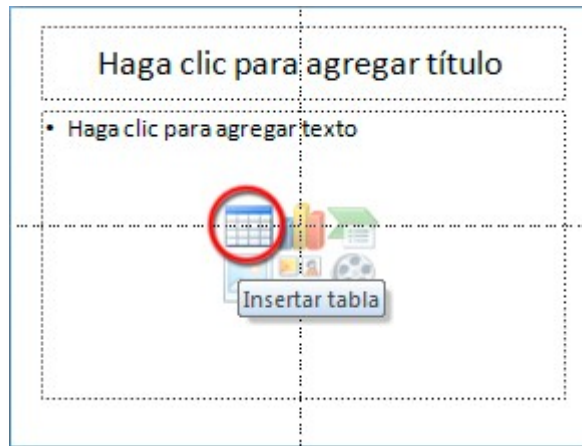 Haga clic para agregar título
• Haga clic para agregar texto
Insertar tabla